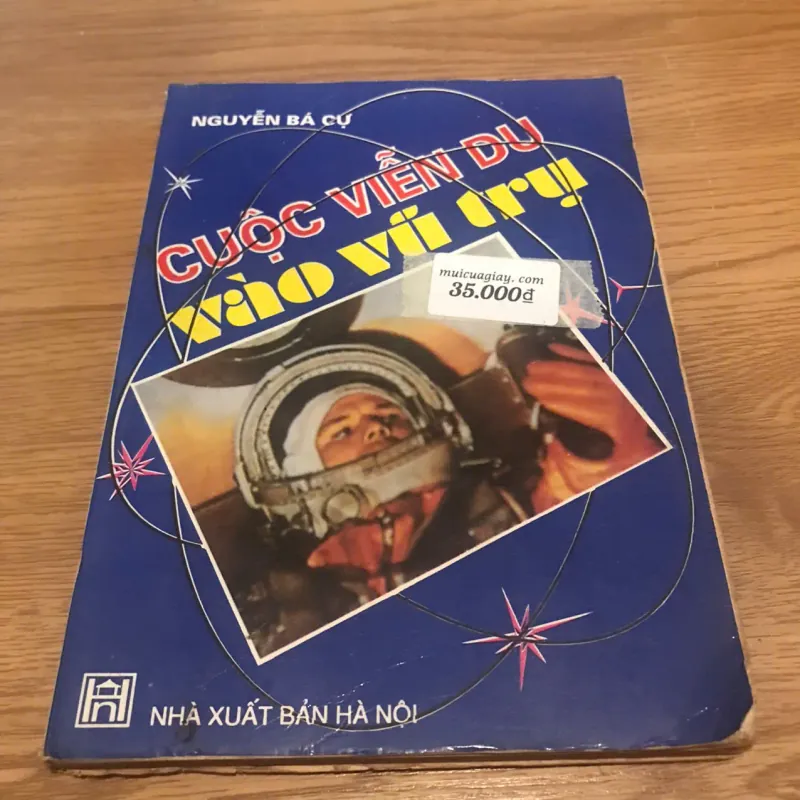 NGUYỄN BÁ CỰ
CUỘC VIỄN DU
vào vũ trụ
muicuagiay. com
35.000đ
NHÀ XUẤT BẢN HÀ NỘI